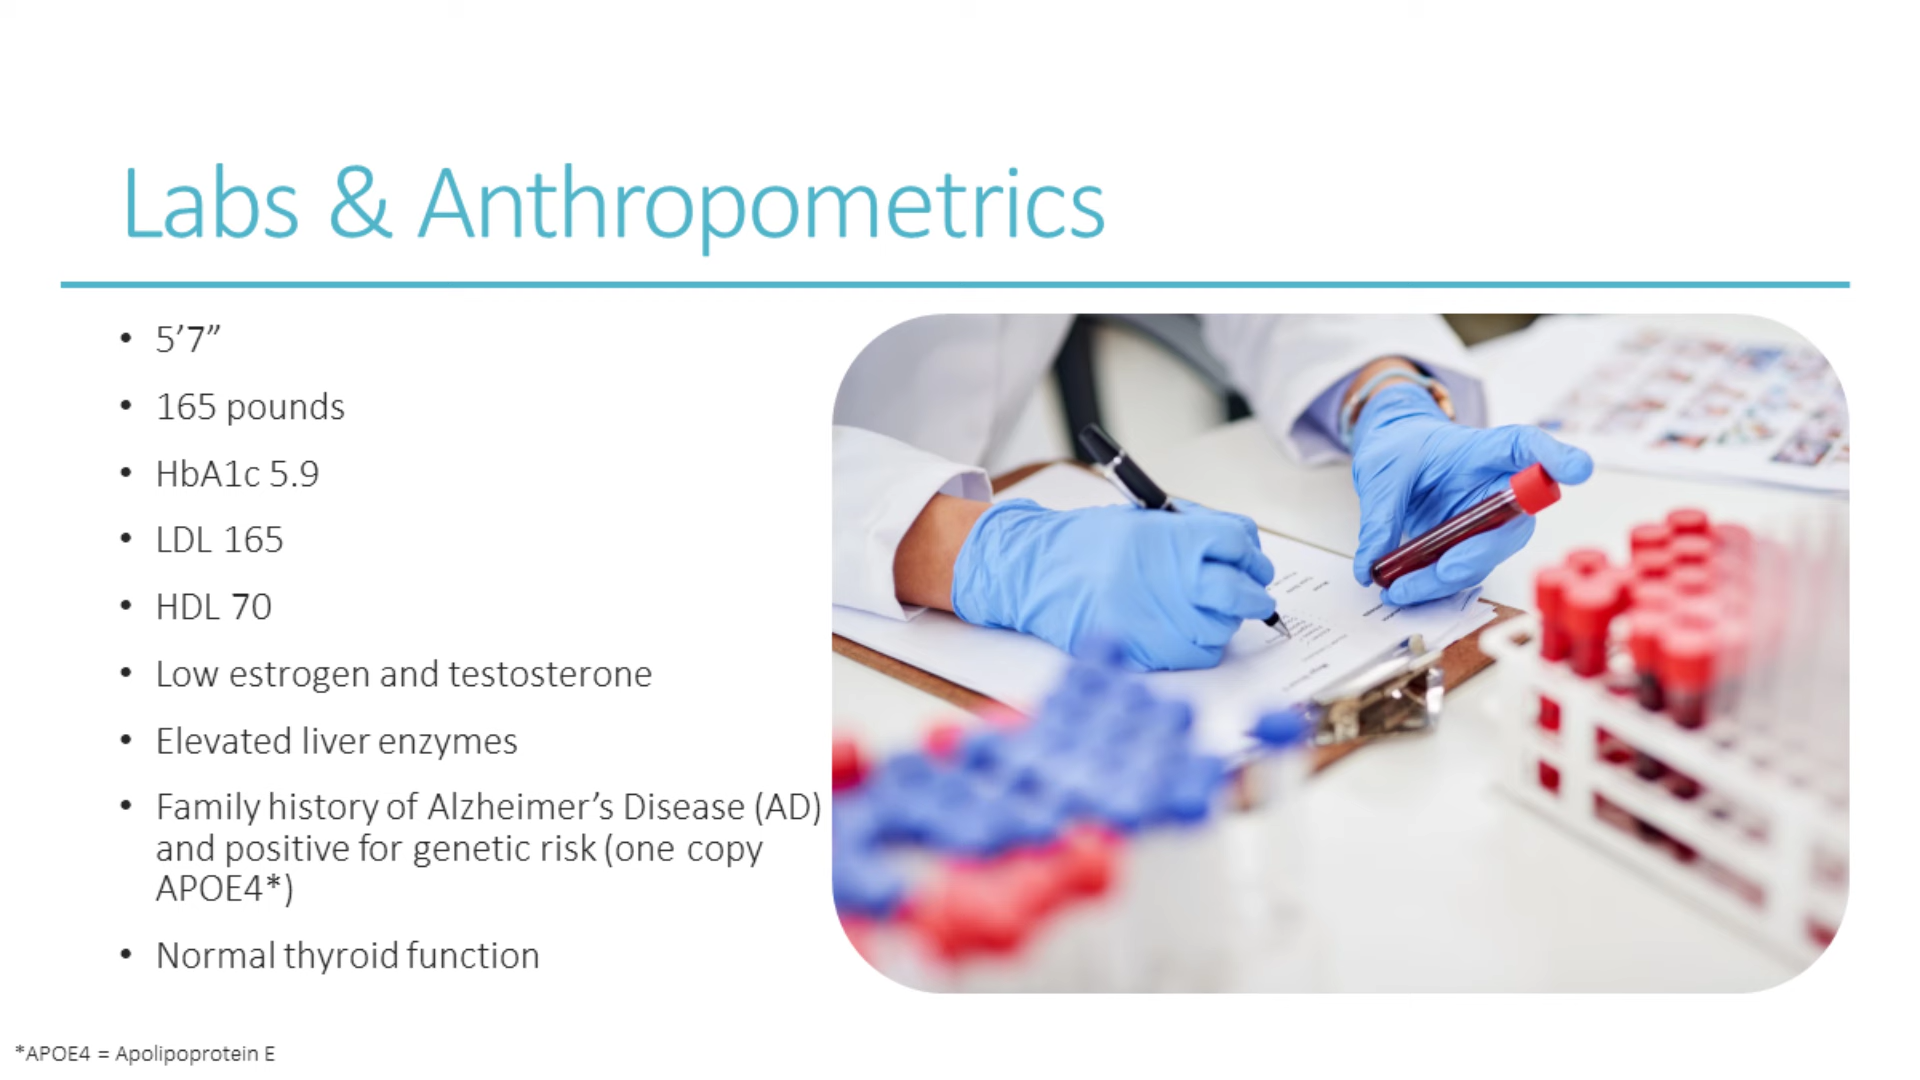 Labs & Anthropometrics
• 5’7”
• 165 pounds
• HbA1c 5.9
• LDL 165
• HDL 70
• Low estrogen and testosterone
• Elevated liver enzymes
• Family history of Alzheimer’s Disease (AD)
and positive for genetic risk (one copy
APOE4*)
• Normal thyroid function
*APOE4 = Apolipoprotein E